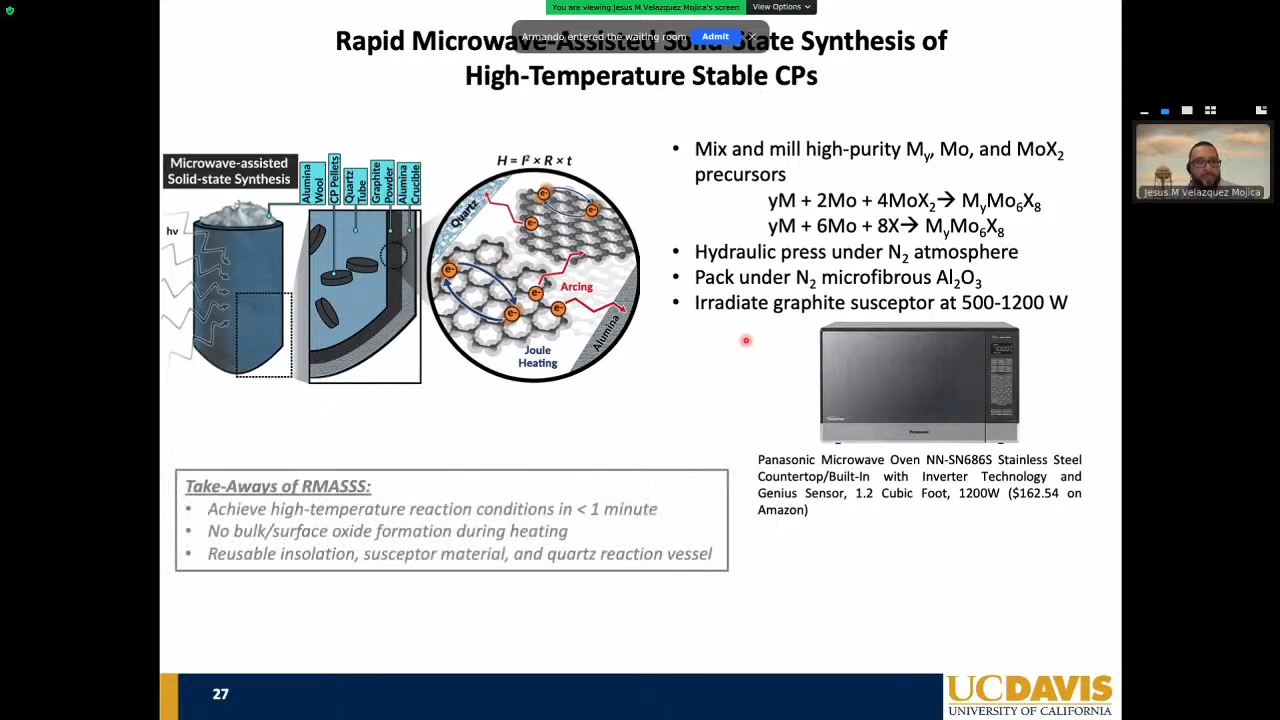 You are viewing Jesus M Velazquez Mojica's screen
View Options
Armando entered the waiting room
Admit
Rapid Microwave-Assisted Solid-State Synthesis of
High-Temperature Stable CPs
Jesus M Velazquez Mojica
Microwave-assisted
Solid-state Synthesis
Alumina
Wool
CP Pellets
Quartz
Tube
Graphite
Powder
Alumina
Crucible
hv
H = I² × R × t
Quartz
e-
e-
e-
e-
e-
e-
e-
Arcing
Joule
Heating
Alumina
• Mix and mill high-purity My, Mo, and MoX2
precursors
yM + 2Mo + 4MoX2→ MyMo6X8
yM + 6Mo + 8X→ MyMo6X8
• Hydraulic press under N2 atmosphere
• Pack under N2 microfibrous Al2O3
• Irradiate graphite susceptor at 500-1200 W
Panasonic
Panasonic Microwave Oven NN-SN686S Stainless Steel
Countertop/Built-In with Inverter Technology and
Genius Sensor, 1.2 Cubic Foot, 1200W ($162.54 on
Amazon)
Take-Aways of RMASSS:
• Achieve high-temperature reaction conditions in < 1 minute
• No bulk/surface oxide formation during heating
• Reusable insolation, susceptor material, and quartz reaction vessel
27
UCDAVIS
UNIVERSITY OF CALIFORNIA